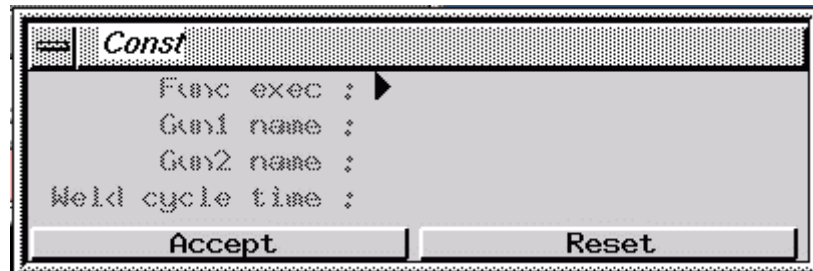 Const
Func exec :
Gun1 name :
Gun2 name :
Weld cycle time :
Accept Reset